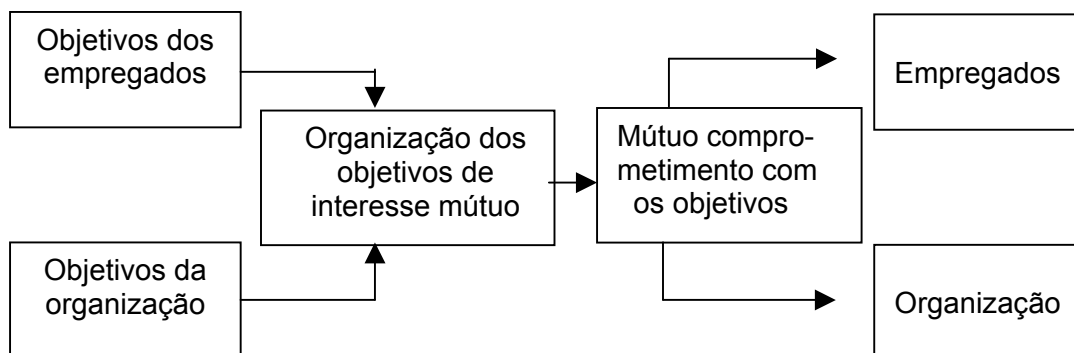 Objetivos dos
empregados
Objetivos da
organização
Organização dos
objetivos de
interesse mútuo
Mútuo compro-
metimento com
os objetivos
Empregados
Organização